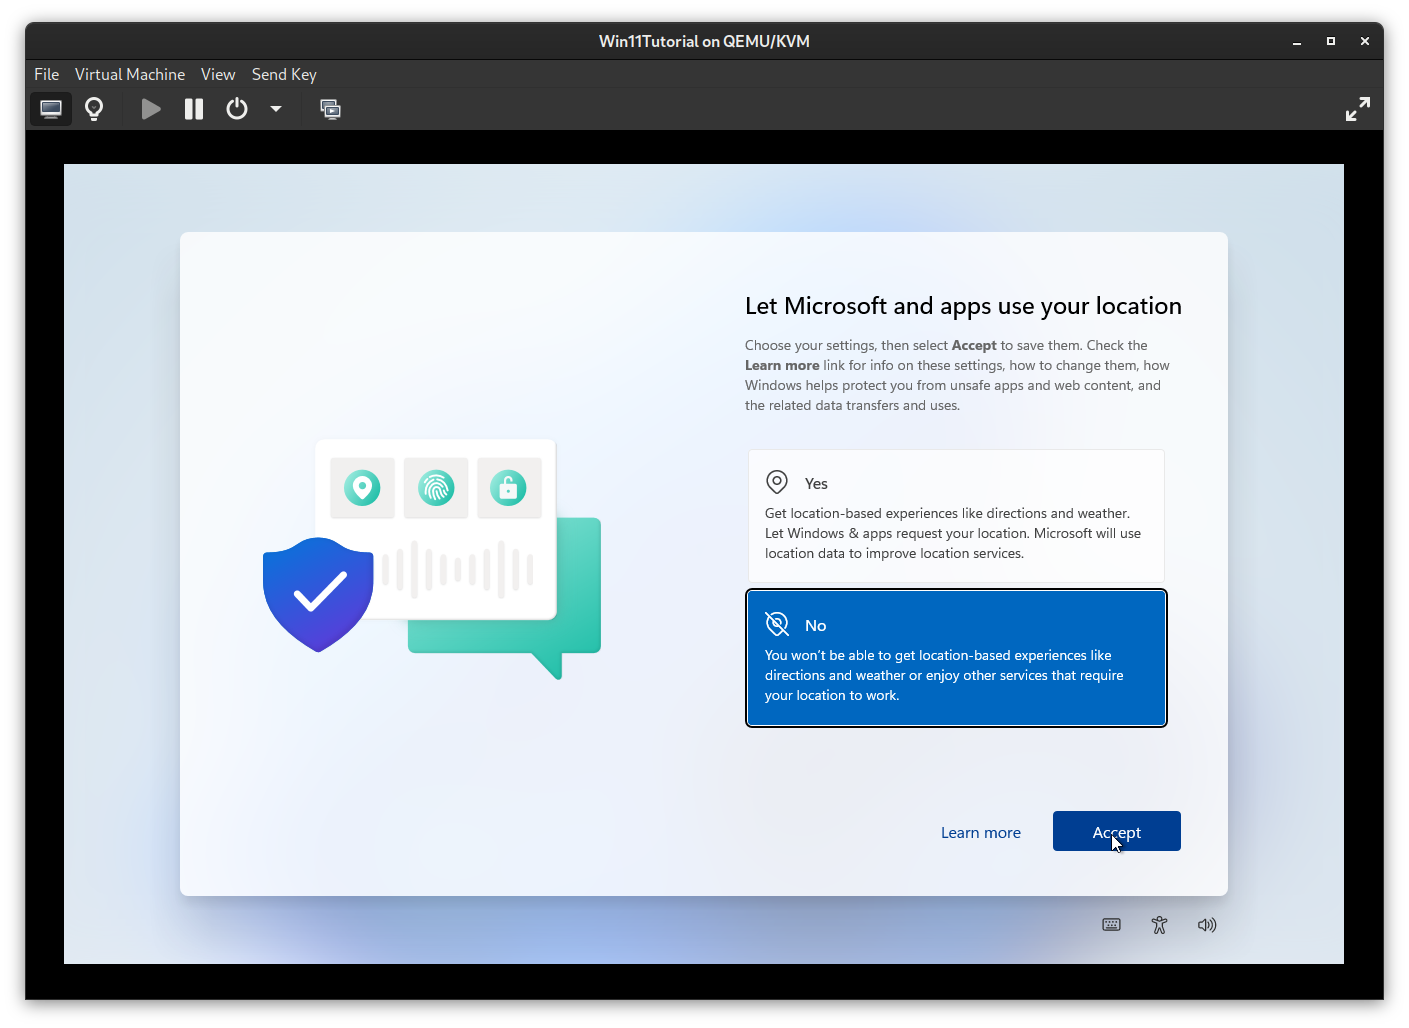 Win11Tutorial on QEMU/KVM
File Virtual Machine View Send Key
Let Microsoft and apps use your location
Choose your settings, then select Accept to save them. Check the
Learn more link for info on these settings, how to change them, how
Windows helps protect you from unsafe apps and web content, and
the related data transfers and uses.
Yes
Get location-based experiences like directions and weather.
Let Windows & apps request your location. Microsoft will use
location data to improve location services.
No
You won't be able to get location-based experiences like
directions and weather or enjoy other services that require
your location to work.
Learn more
Accept